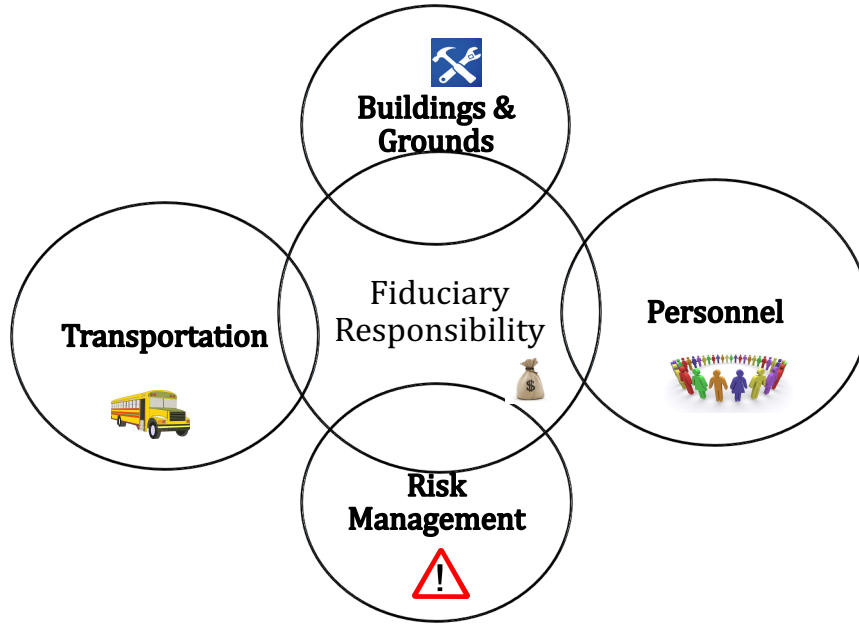 Buildings &
Grounds
Fiduciary
Responsibility
Transportation
Personnel
$
Risk
Management
!